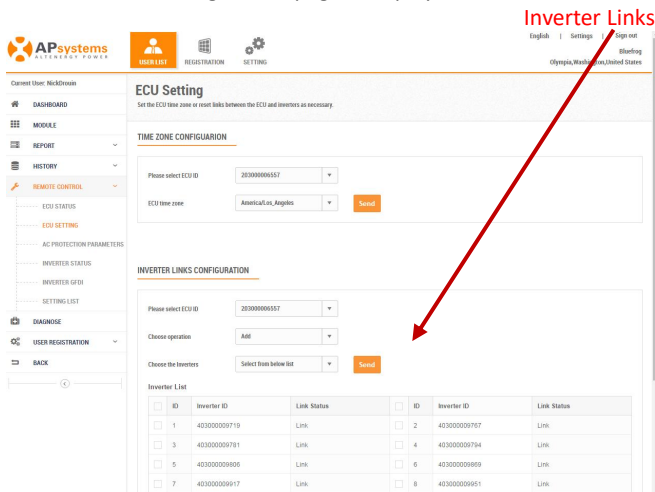 Inverter Links
English | Settings | Sign out
APsystems
ALTENERGY POWER
USER LIST
REGISTRATION
SETTING
Bluefrog
Olympia,Washington,United States
Current User: NickDrouin
DASHBOARD
MODULE
REPORT
HISTORY
REMOTE CONTROL
ECU STATUS
ECU SETTING
AC PROTECTION PARAMETERS
INVERTER STATUS
INVERTER GFDI
SETTING LIST
DIAGNOSE
USER REGISTRATION
BACK
ECU Setting
Set the ECU time zone or reset links between the ECU and inverters as necessary.
TIME ZONE CONFIGUARION
Please select ECU ID 203000006557
ECU time zone America/Los_Angeles Send
INVERTER LINKS CONFIGURATION
Please select ECU ID 203000006557
Choose operation Add
Choose the Inverters Select from below list Send
Inverter List
ID Inverter ID Link Status ID Inverter ID Link Status
1 403000009719 Link 2 403000009767 Link
3 403000009791 Link 4 403000009794 Link
5 403000009806 Link 6 403000009869 Link
7 403000009917 Link 8 403000009951 Link